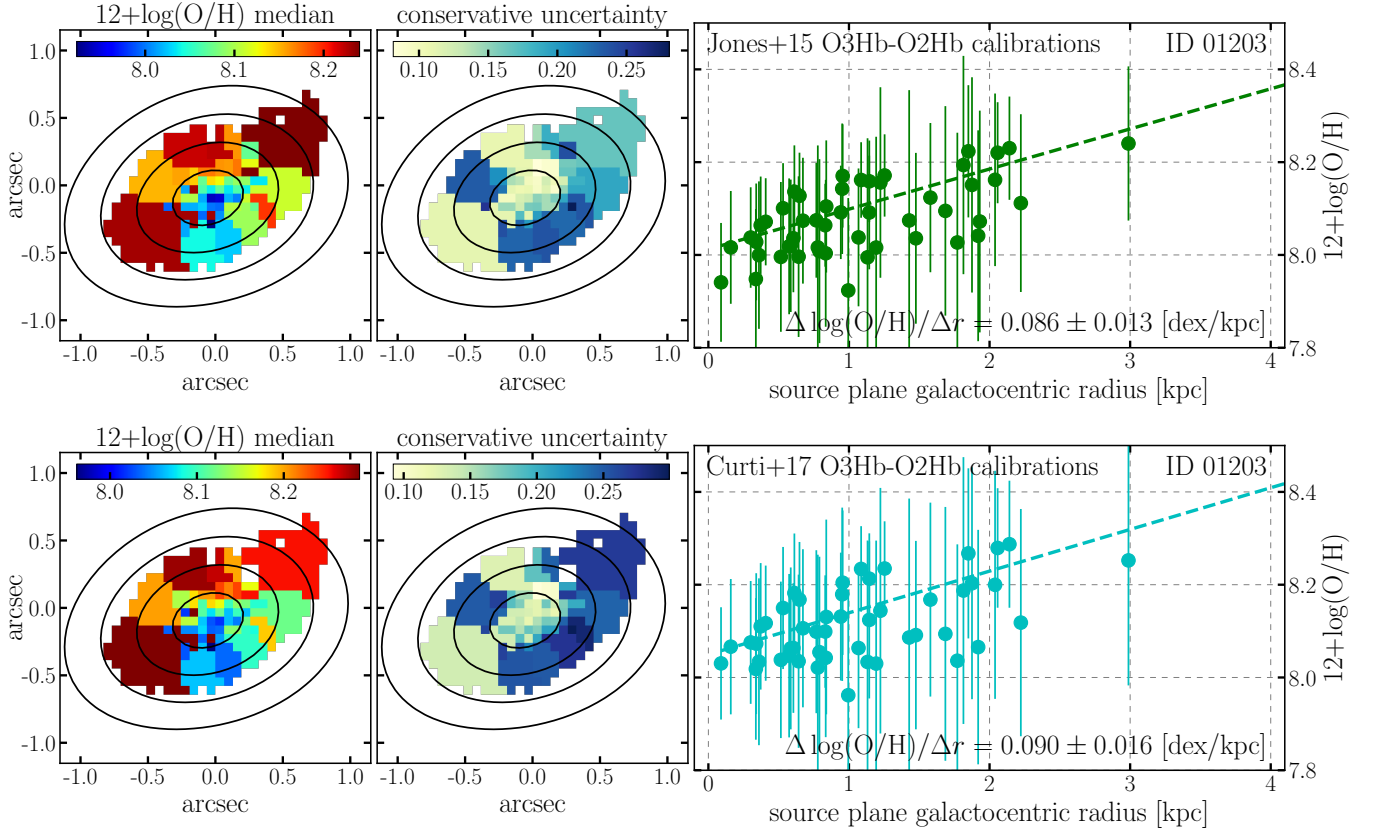 12+log(O/H) median
conservative uncertainty
Jones+15 O3Hb-O2Hb calibrations
ID 01203
8.0 8.1 8.2
0.10 0.15 0.20 0.25
1.0
0.5
0.0
-0.5
-1.0
arcsec
-1.0 -0.5 0.0 0.5 1.0
arcsec
-1.0 -0.5 0.0 0.5 1.0
arcsec
8.4
8.2
8.0
7.8
12+log(O/H)
Δ log(O/H)/Δr = 0.086 ± 0.013 [dex/kpc]
0 1 2 3 4
source plane galactocentric radius [kpc]
12+log(O/H) median
conservative uncertainty
Curti+17 O3Hb-O2Hb calibrations
ID 01203
8.0 8.1 8.2
0.10 0.15 0.20 0.25
1.0
0.5
0.0
-0.5
-1.0
arcsec
-1.0 -0.5 0.0 0.5 1.0
arcsec
-1.0 -0.5 0.0 0.5 1.0
arcsec
8.4
8.2
8.0
7.8
12+log(O/H)
Δ log(O/H)/Δr = 0.090 ± 0.016 [dex/kpc]
0 1 2 3 4
source plane galactocentric radius [kpc]